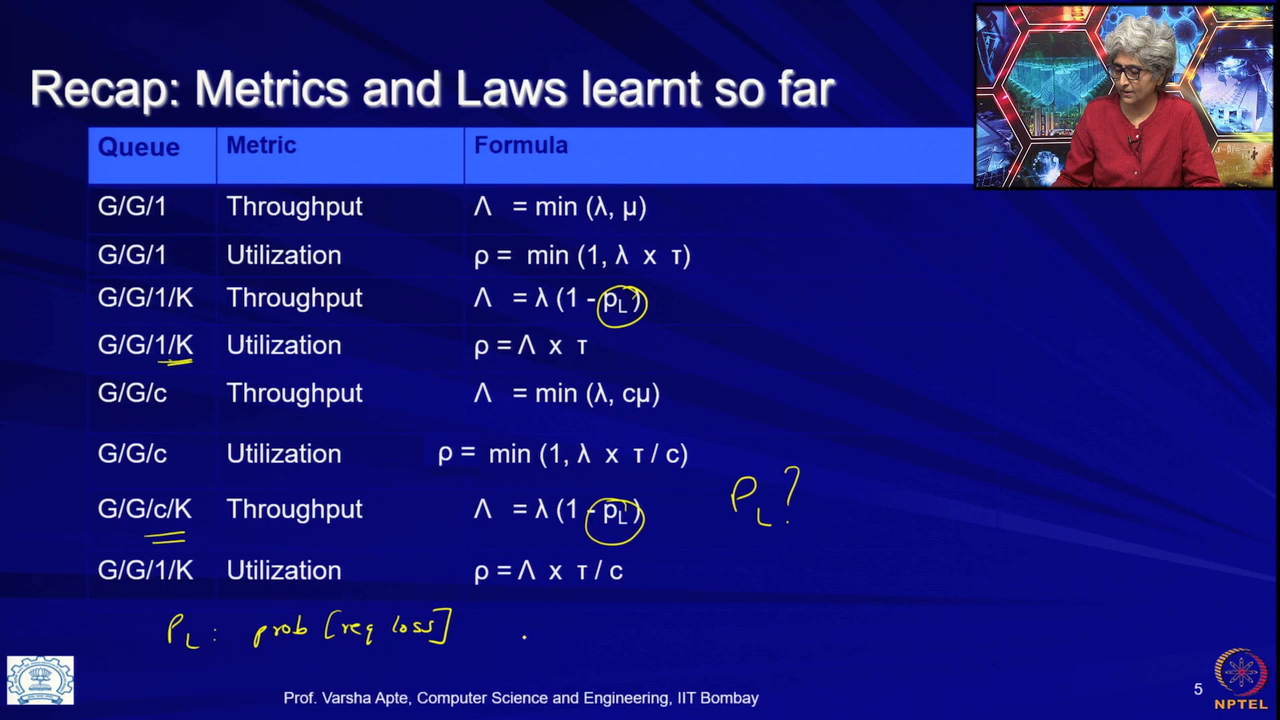 Recap: Metrics and Laws learnt so far
Queue Metric Formula
G/G/1 Throughput Λ = min (λ, μ)
G/G/1 Utilization ρ = min (1, λ x τ)
G/G/1/K Throughput Λ = λ (1 - pL)
G/G/1/K Utilization ρ = Λ x τ
G/G/c Throughput Λ = min (λ, cμ)
G/G/c Utilization ρ = min (1, λ x τ / c)
PL?
G/G/c/K Throughput Λ = λ (1 - pL)
G/G/1/K Utilization ρ = Λ x τ / c
PL : prob [req loss]
Prof. Varsha Apte, Computer Science and Engineering, IIT Bombay
5
NPTEL